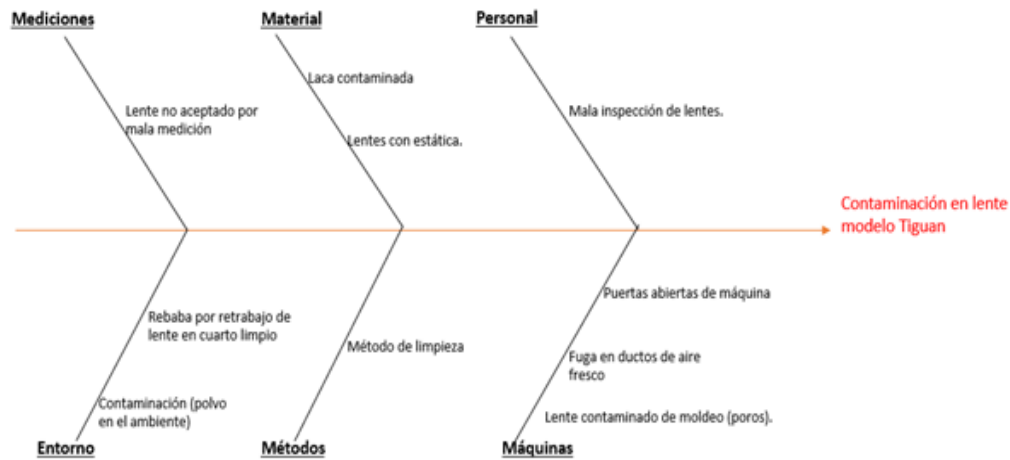 Mediciones
Material
Personal
Laca contaminada
Lente no aceptado por
mala medición
Mala inspección de lentes.
Lentes con estática.
Contaminación en lente
modelo Tiguan
Puertas abiertas de máquina
Rebaba por retrabajo de
lente en cuarto limpio
Método de limpieza
Fuga en ductos de aire
fresco
Contaminación (polvo
en el ambiente)
Lente contaminado de moldeo (poros).
Entorno
Métodos
Máquinas